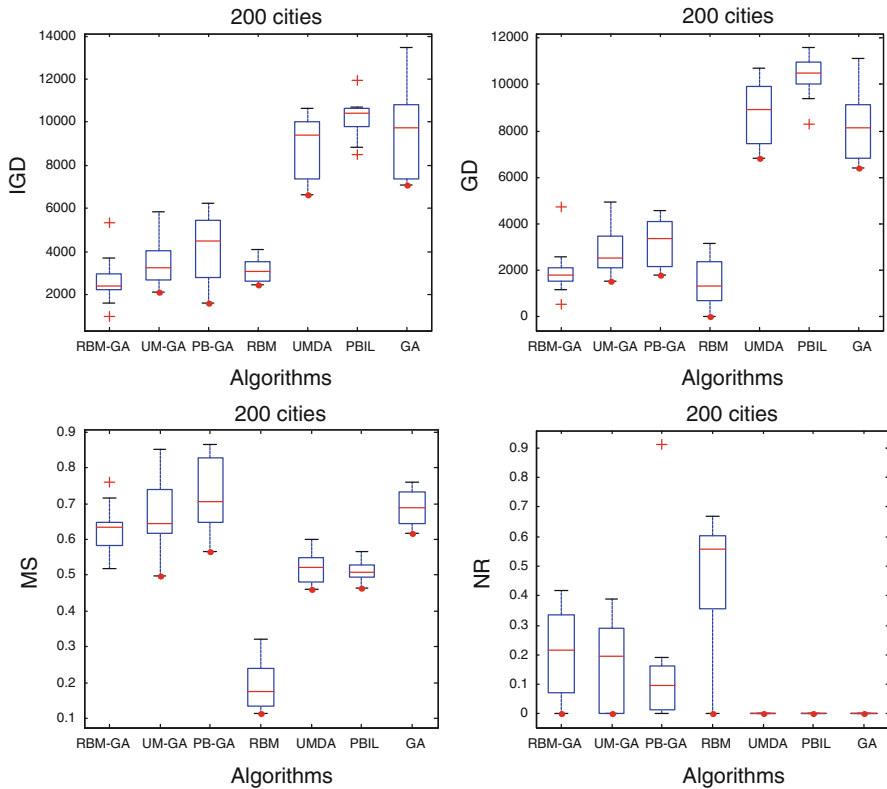 200 cities
14000
12000
10000
8000
6000
4000
2000
IGD
RBM-GA UM-GA PB-GA RBM UMDA PBIL GA
Algorithms
200 cities
12000
10000
8000
6000
4000
2000
0
GD
RBM-GA UM-GA PB-GA RBM UMDA PBIL GA
Algorithms
200 cities
0.9
0.8
0.7
0.6
0.5
0.4
0.3
0.2
0.1
MS
RBM-GA UM-GA PB-GA RBM UMDA PBIL GA
Algorithms
200 cities
0.9
0.8
0.7
0.6
0.5
0.4
0.3
0.2
0.1
0
NR
RBM-GA UM-GA PB-GA RBM UMDA PBIL GA
Algorithms